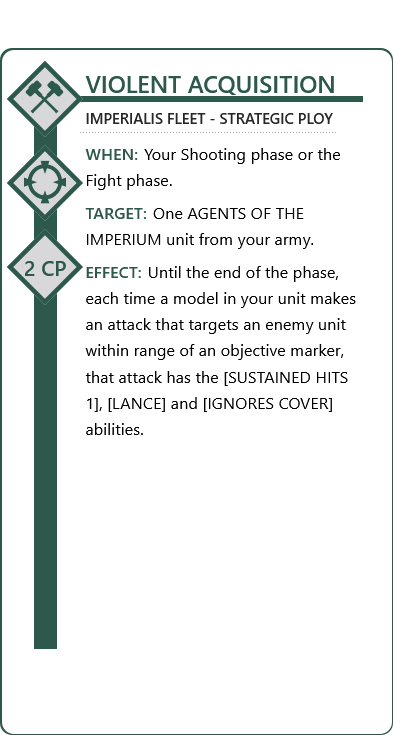 VIOLENT ACQUISITION
IMPERIALIS FLEET - STRATEGIC PLOY
WHEN: Your Shooting phase or the
Fight phase.
TARGET: One AGENTS OF THE
IMPERIUM unit from your army.
2 CP
EFFECT: Until the end of the phase,
each time a model in your unit makes
an attack that targets an enemy unit
within range of an objective marker,
that attack has the [SUSTAINED HITS
1], [LANCE] and [IGNORES COVER]
abilities.